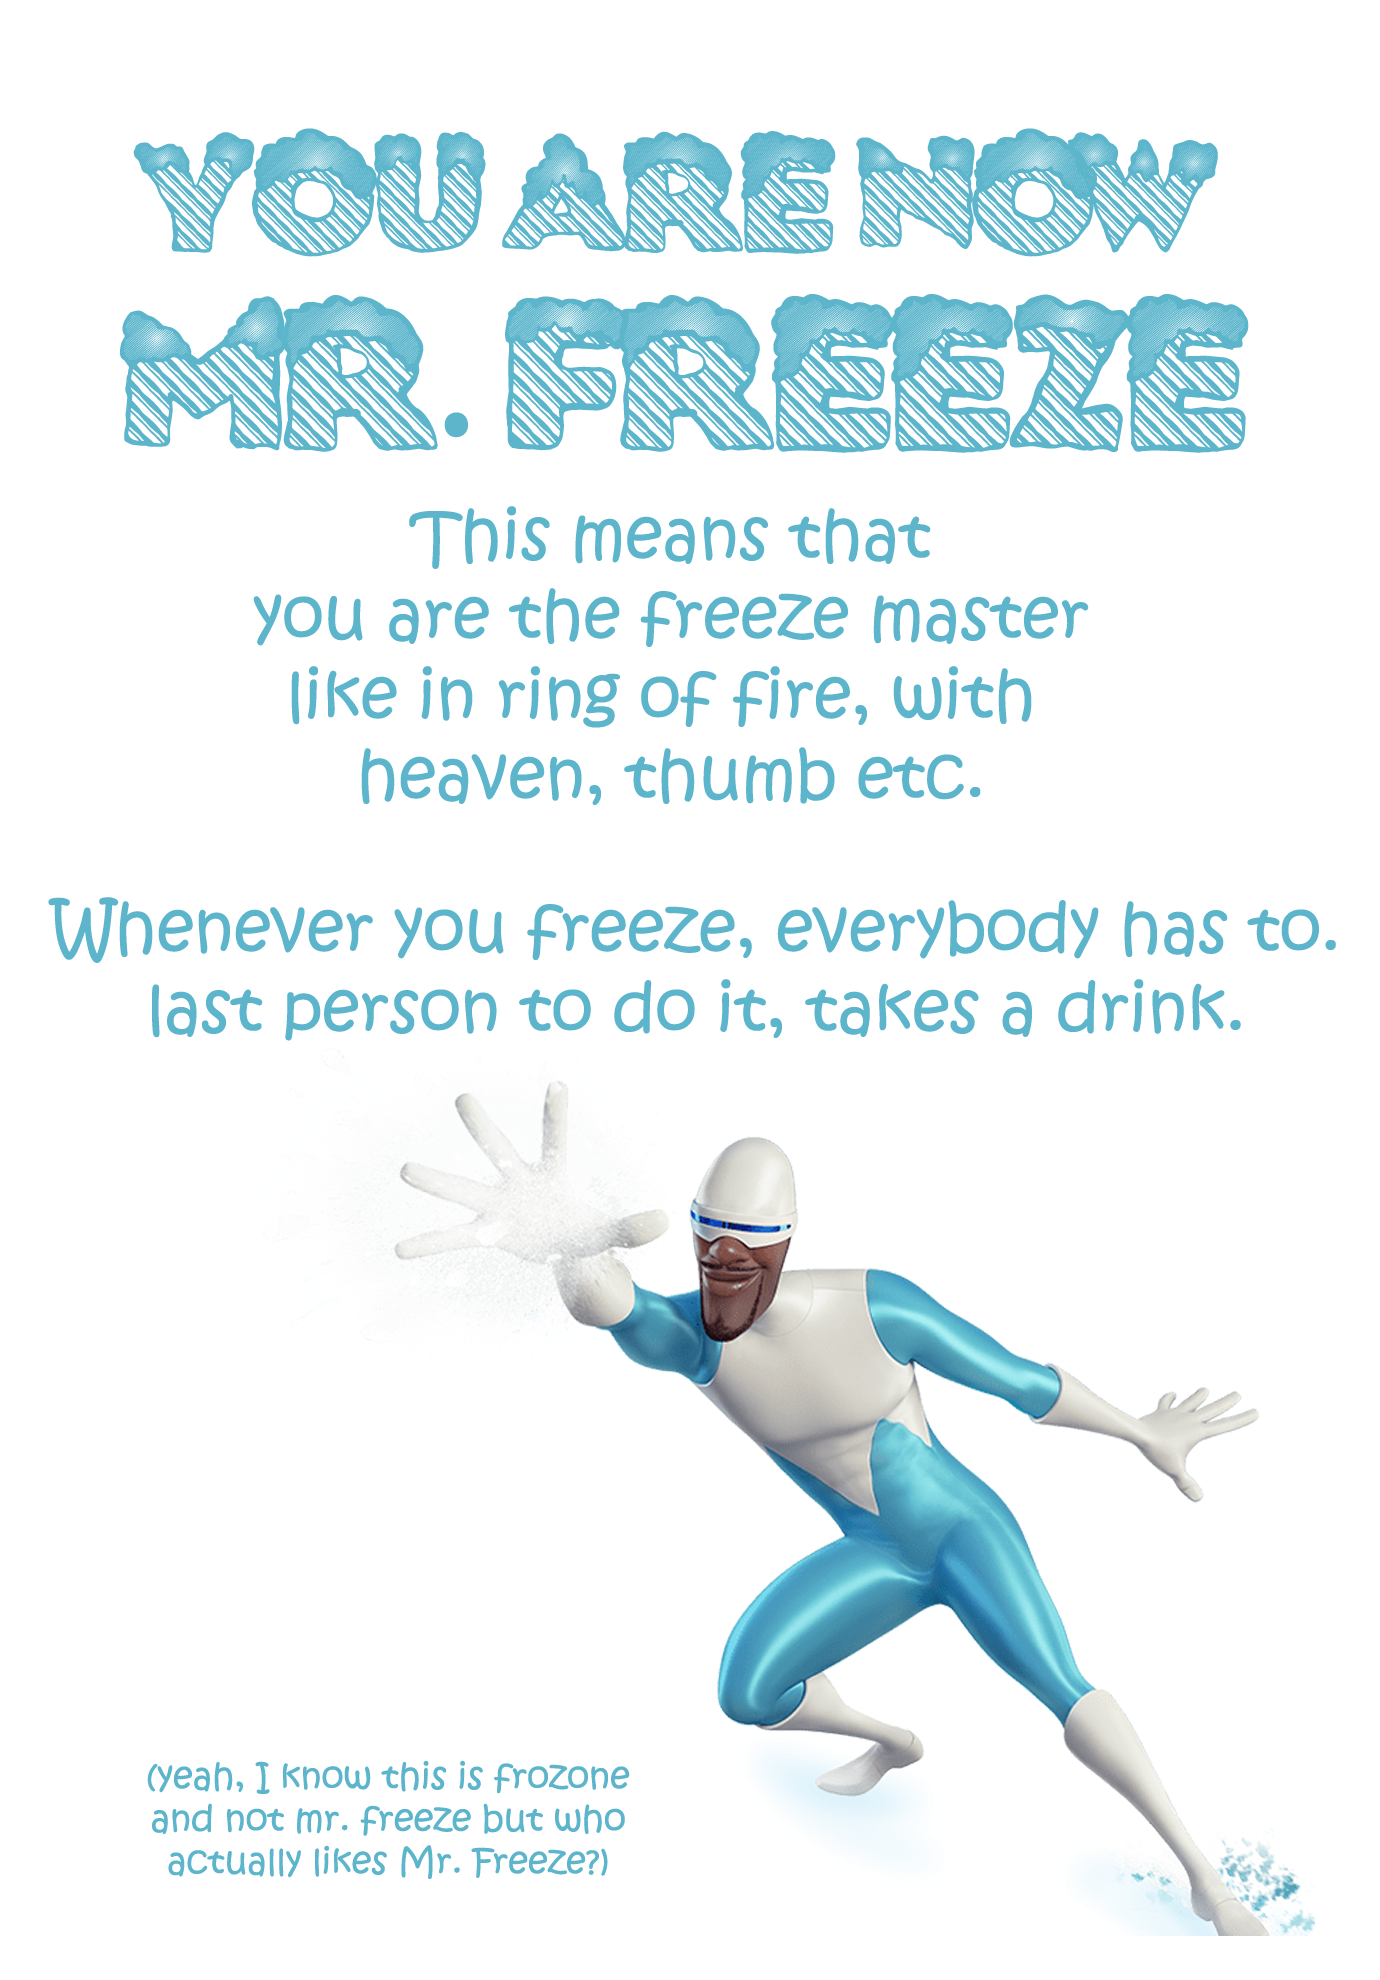 YOU ARE NOW
MR. FREEZE
This means that
you are the freeze master
like in ring of fire, with
heaven, thumb etc.
Whenever you freeze, everybody has to.
last person to do it, takes a drink.
(yeah, I know this is frozone
and not mr. freeze but who
actually likes Mr. Freeze?)